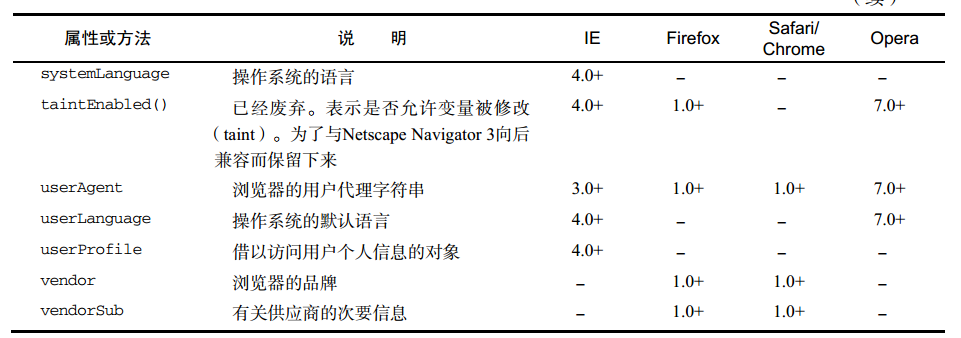 （续）
属性或方法 说 明 IE Firefox Safari/Chrome Opera
systemLanguage 操作系统的语言 4.0+ – – –
taintEnabled() 已经废弃。表示是否允许变量被修改 4.0+ 1.0+ – 7.0+
（taint）。为了与Netscape Navigator 3向后
兼容而保留下来
userAgent 浏览器的用户代理字符串 3.0+ 1.0+ 1.0+ 7.0+
userLanguage 操作系统的默认语言 4.0+ – – 7.0+
userProfile 借以访问用户个人信息的对象 4.0+ – – –
vendor 浏览器的品牌 – 1.0+ 1.0+ –
vendorSub 有关供应商的次要信息 – 1.0+ 1.0+ –